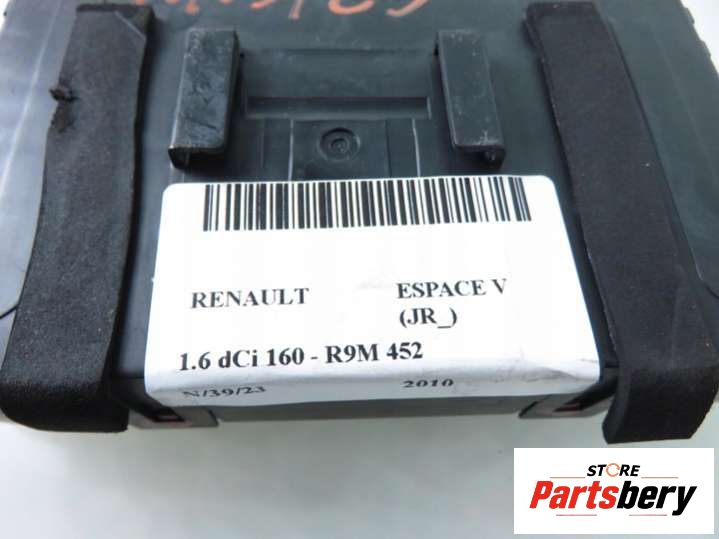 RENAULT ESPACE V
(JR_)
1.6 dCi 160 - R9M 452
N/39/23 2010
STORE
Partsbery